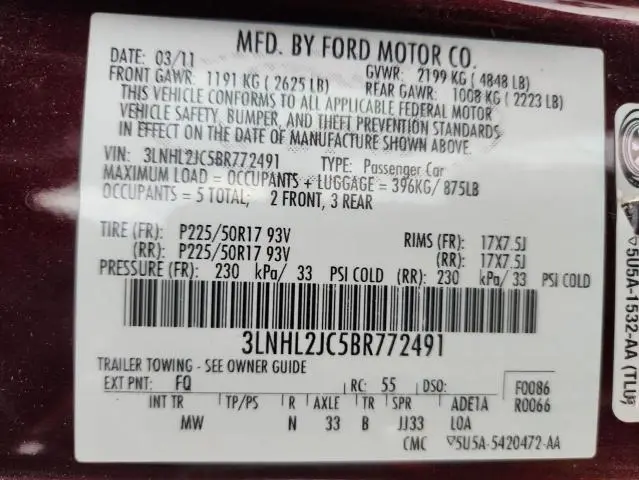 MFD. BY FORD MOTOR CO.
DATE: 03/11 GVWR: 2199 KG (4848 LB)
FRONT GAWR: 1191 KG (2625 LB) REAR GAWR: 1008 KG (2223 LB)
THIS VEHICLE CONFORMS TO ALL APPLICABLE FEDERAL MOTOR
VEHICLE SAFETY, BUMPER, AND THEFT PREVENTION STANDARDS
IN EFFECT ON THE DATE OF MANUFACTURE SHOWN ABOVE.
VIN: 3LNHL2JC5BR772491 TYPE: Passenger Car
MAXIMUM LOAD = OCCUPANTS + LUGGAGE = 396KG/875LB
OCCUPANTS = 5 TOTAL; 2 FRONT, 3 REAR
TIRE (FR): P225/50R17 93V RIMS (FR): 17X7.5J
(RR): P225/50R17 93V (RR): 17X7.5J
PRESSURE (FR): 230 kPa/ 33 PSI COLD (RR): 230 kPa/ 33 PSI COLD
3LNHL2JC5BR772491
TRAILER TOWING - SEE OWNER GUIDE
EXT PNT: FQ RC: 55 DSO: F0086
INT TR TP/PS R AXLE TR SPR ADE1A R0066
MW N 33 B JJ33 LOA
CMC ▽5U5A-5420472-AA
▽5U5A-1532-AA (TLU)